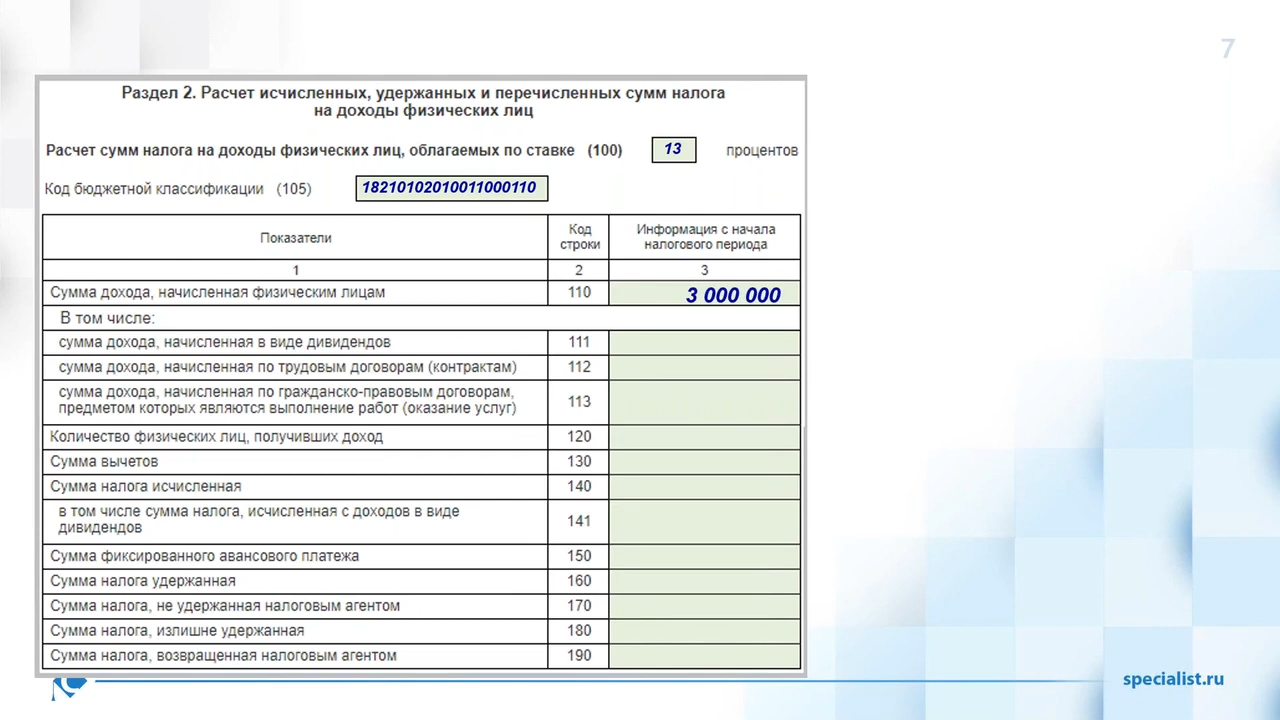 7
Раздел 2. Расчет исчисленных, удержанных и перечисленных сумм налога
на доходы физических лиц
Расчет сумм налога на доходы физических лиц, облагаемых по ставке (100) 13 процентов
Код бюджетной классификации (105) 18210102010011000110
Показатели
Код
строки
Информация с начала
налогового периода
1 2 3
Сумма дохода, начисленная физическим лицам 110 3 000 000
В том числе:
сумма дохода, начисленная в виде дивидендов 111
сумма дохода, начисленная по трудовым договорам (контрактам) 112
сумма дохода, начисленная по гражданско-правовым договорам,
предметом которых являются выполнение работ (оказание услуг) 113
Количество физических лиц, получивших доход 120
Сумма вычетов 130
Сумма налога исчисленная 140
в том числе сумма налога, исчисленная с доходов в виде
дивидендов 141
Сумма фиксированного авансового платежа 150
Сумма налога удержанная 160
Сумма налога, не удержанная налоговым агентом 170
Сумма налога, излишне удержанная 180
Сумма налога, возвращенная налоговым агентом 190
specialist.ru